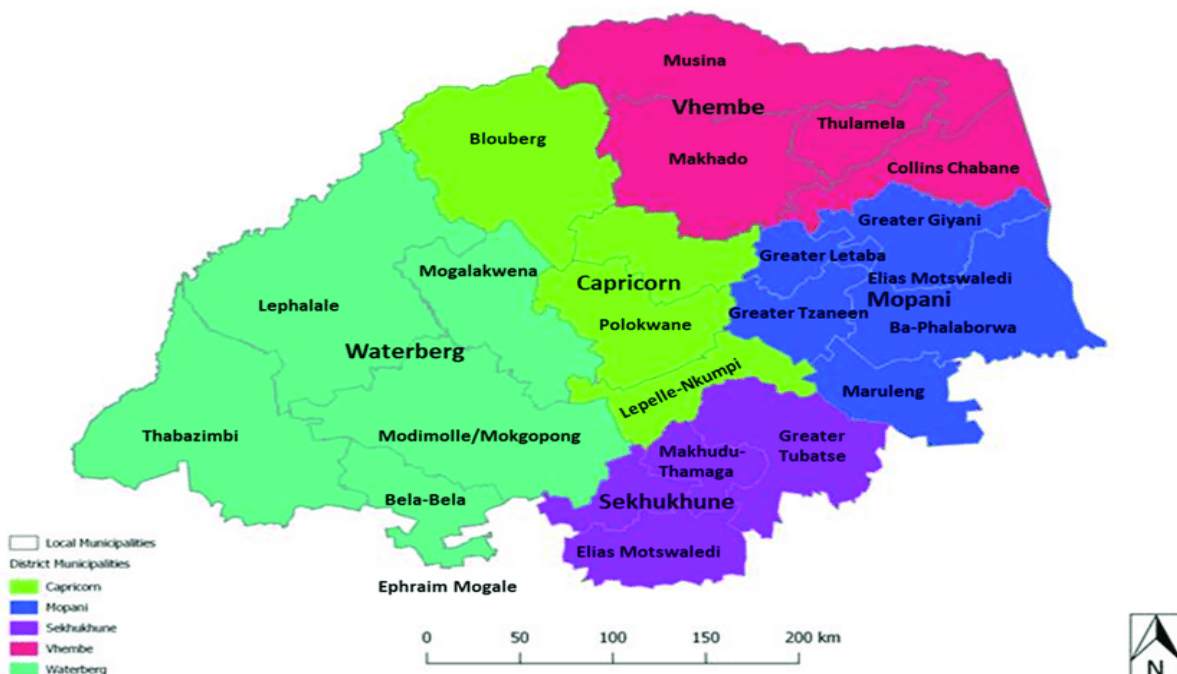 Musina
Vhembe
Thulamela
Blouberg
Makhado
Collins Chabane
Greater Giyani
Greater Letaba
Mogalakwena
Elias Motswaledi
Capricorn
Lephalale
Mopani
Greater Tzaneen
Polokwane
Ba-Phalaborwa
Waterberg
Lepelle-Nkumpi
Maruleng
Thabazimbi
Modimolle/Mokgopong
Greater
Tubatse
Makhudu-
Thamaga
Bela-Bela
Sekhukhune
Elias Motswaledi
Ephraim Mogale
Local Municipalities
District Municipalities
Capricorn
Mopani
Sekhukhune
Vhembe
Waterberg
0 50 100 150 200 km
N